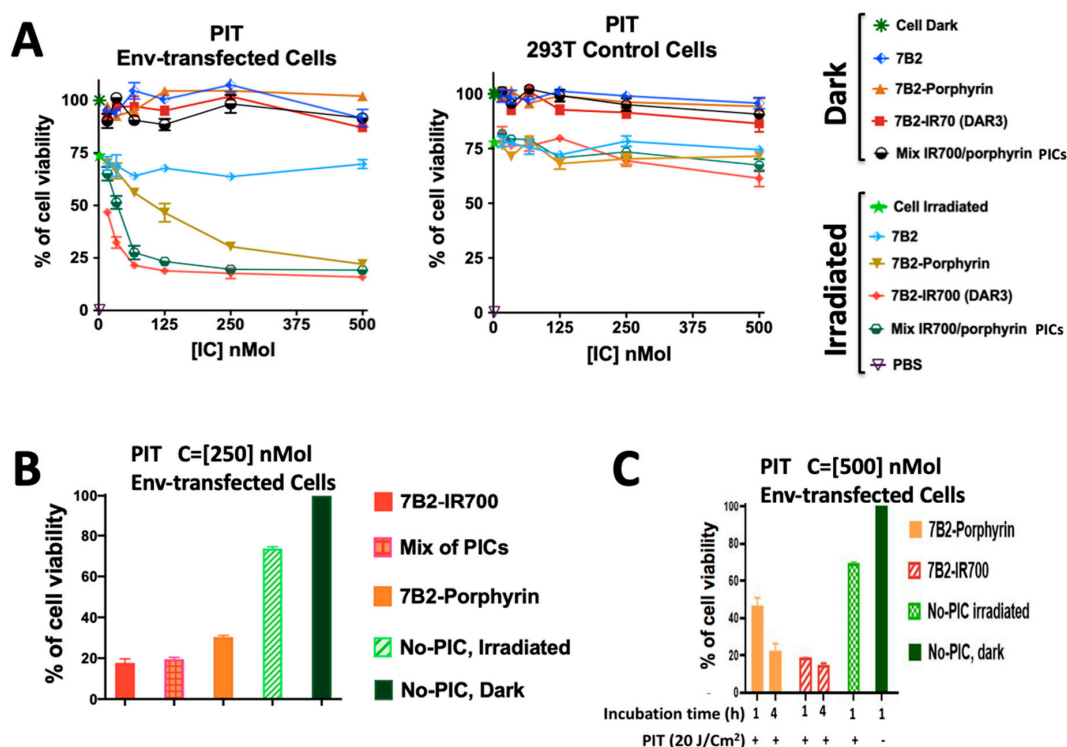 A
PIT
Env-transfected Cells
% of cell viability
100
75
50
25
0
0 125 250 375 500
[IC] nMol
PIT
293T Control Cells
% of cell viability
100
75
50
25
0
0 125 250 375 500
[IC] nMol
Dark
Cell Dark
7B2
7B2-Porphyrin
7B2-IR70 (DAR3)
Mix IR700/porphyrin PICs
Irradiated
Cell Irradiated
7B2
7B2-Porphyrin
7B2-IR700 (DAR3)
Mix IR700/porphyrin PICs
PBS
B
PIT C=[250] nMol
Env-transfected Cells
% of cell viability
100
80
60
40
20
0
7B2-IR700
Mix of PICs
7B2-Porphyrin
No-PIC, Irradiated
No-PIC, Dark
C
PIT C=[500] nMol
Env-transfected Cells
% of cell viability
100
80
60
40
20
0
7B2-Porphyrin
7B2-IR700
No-PIC irradiated
No-PIC, dark
Incubation time (h) 1 4 1 4 1 1
PIT (20 J/Cm²) + + + + + -